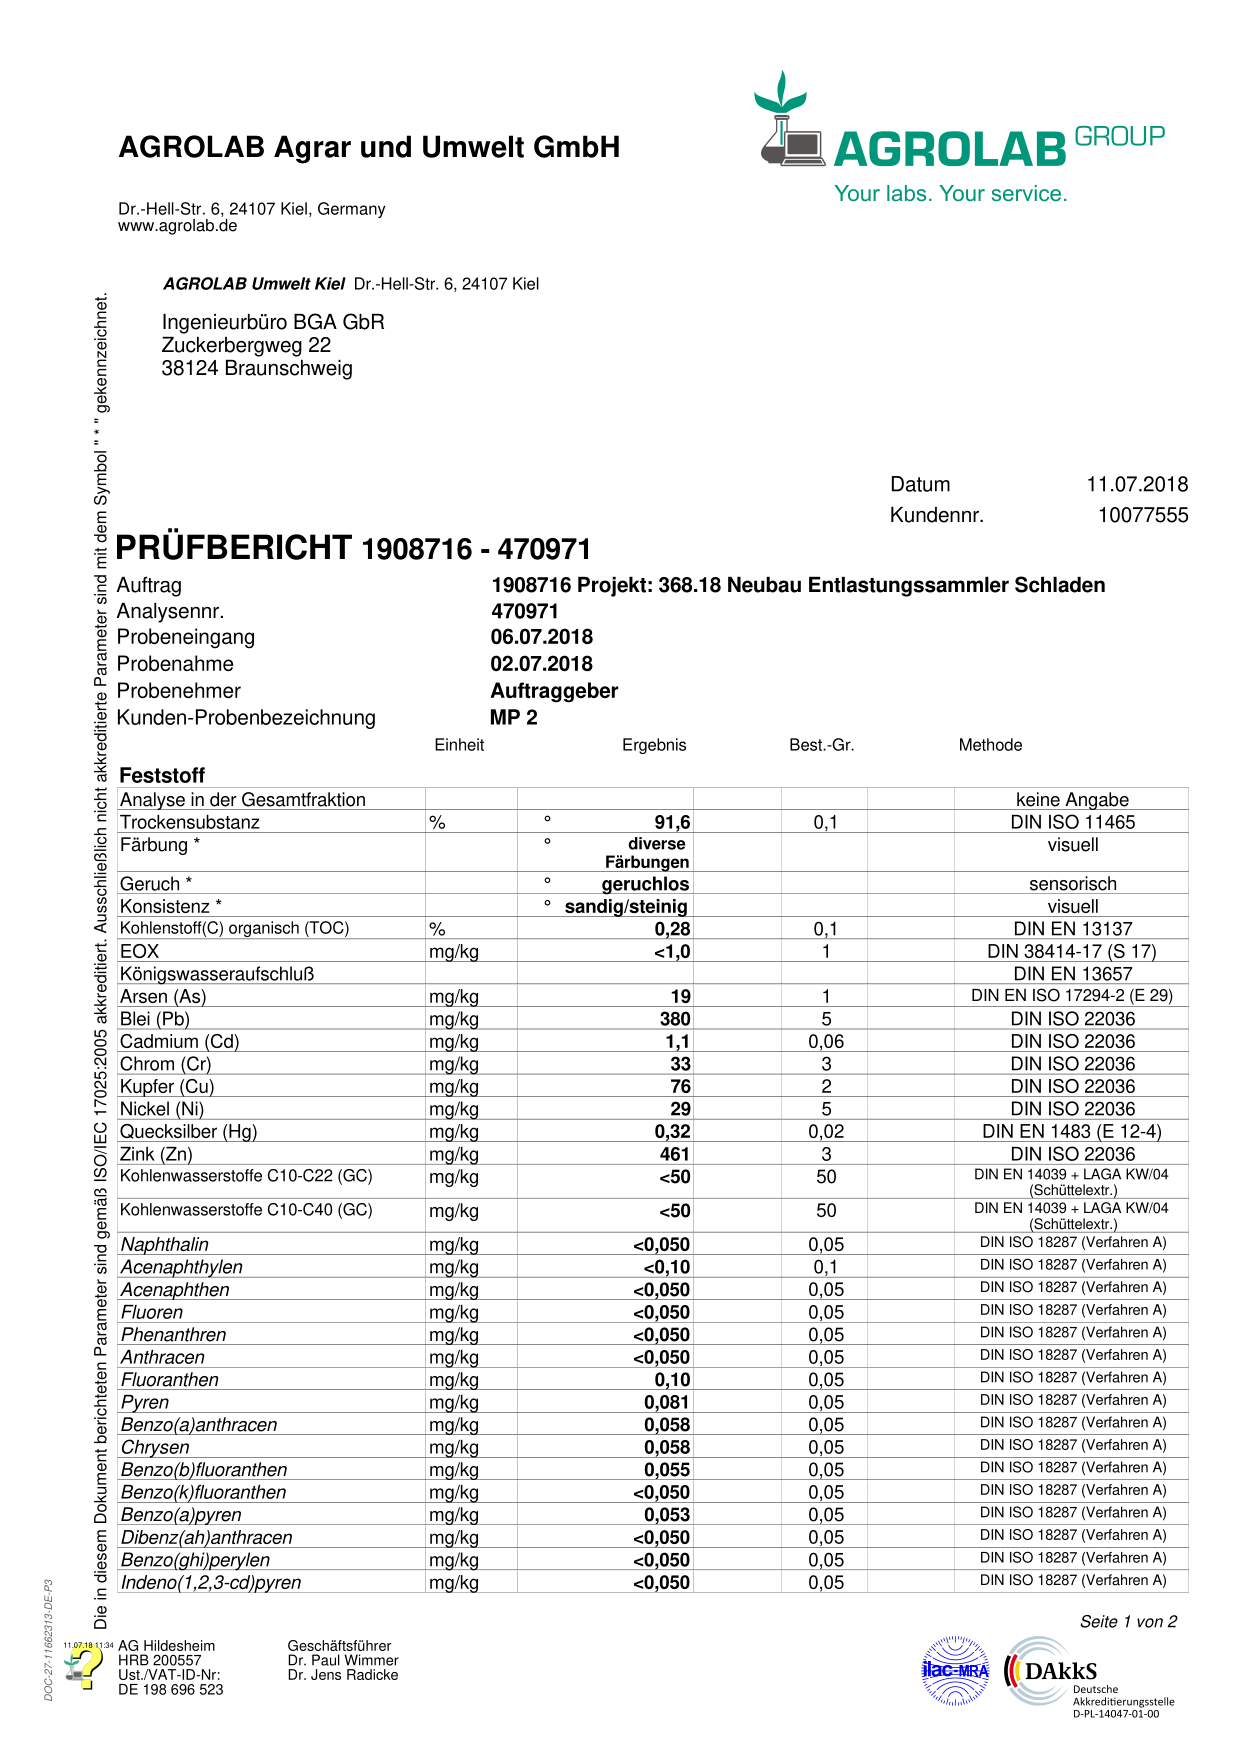 AGROLAB GROUP
Your labs. Your service.
AGROLAB Agrar und Umwelt GmbH
Dr.-Hell-Str. 6, 24107 Kiel, Germany
www.agrolab.de
AGROLAB Umwelt Kiel Dr.-Hell-Str. 6, 24107 Kiel
Ingenieurbüro BGA GbR
Zuckerbergweg 22
38124 Braunschweig
Datum 11.07.2018
Kundennr. 10077555
PRÜFBERICHT 1908716 - 470971
Auftrag 1908716 Projekt: 368.18 Neubau Entlastungssammler Schladen
Analysennr. 470971
Probeneingang 06.07.2018
Probenahme 02.07.2018
Probenehmer Auftraggeber
Kunden-Probenbezeichnung MP 2
Einheit Ergebnis Best.-Gr. Methode
Feststoff
Analyse in der Gesamtfraktion keine Angabe
Trockensubstanz % ° 91,6 0,1 DIN ISO 11465
Färbung * ° diverse visuell
Färbungen
Geruch * ° geruchlos sensorisch
Konsistenz * ° sandig/steinig visuell
Kohlenstoff(C) organisch (TOC) % 0,28 0,1 DIN EN 13137
EOX mg/kg <1,0 1 DIN 38414-17 (S 17)
Königswasseraufschluß DIN EN 13657
Arsen (As) mg/kg 19 1 DIN EN ISO 17294-2 (E 29)
Blei (Pb) mg/kg 380 5 DIN ISO 22036
Cadmium (Cd) mg/kg 1,1 0,06 DIN ISO 22036
Chrom (Cr) mg/kg 33 3 DIN ISO 22036
Kupfer (Cu) mg/kg 76 2 DIN ISO 22036
Nickel (Ni) mg/kg 29 5 DIN ISO 22036
Quecksilber (Hg) mg/kg 0,32 0,02 DIN EN 1483 (E 12-4)
Zink (Zn) mg/kg 461 3 DIN ISO 22036
Kohlenwasserstoffe C10-C22 (GC) mg/kg <50 50 DIN EN 14039 + LAGA KW/04
(Schüttelextr.)
Kohlenwasserstoffe C10-C40 (GC) mg/kg <50 50 DIN EN 14039 + LAGA KW/04
(Schüttelextr.)
Naphthalin mg/kg <0,050 0,05 DIN ISO 18287 (Verfahren A)
Acenaphthylen mg/kg <0,10 0,1 DIN ISO 18287 (Verfahren A)
Acenaphthen mg/kg <0,050 0,05 DIN ISO 18287 (Verfahren A)
Fluoren mg/kg <0,050 0,05 DIN ISO 18287 (Verfahren A)
Phenanthren mg/kg <0,050 0,05 DIN ISO 18287 (Verfahren A)
Anthracen mg/kg <0,050 0,05 DIN ISO 18287 (Verfahren A)
Fluoranthen mg/kg 0,10 0,05 DIN ISO 18287 (Verfahren A)
Pyren mg/kg 0,081 0,05 DIN ISO 18287 (Verfahren A)
Benzo(a)anthracen mg/kg 0,058 0,05 DIN ISO 18287 (Verfahren A)
Chrysen mg/kg 0,058 0,05 DIN ISO 18287 (Verfahren A)
Benzo(b)fluoranthen mg/kg 0,055 0,05 DIN ISO 18287 (Verfahren A)
Benzo(k)fluoranthen mg/kg <0,050 0,05 DIN ISO 18287 (Verfahren A)
Benzo(a)pyren mg/kg 0,053 0,05 DIN ISO 18287 (Verfahren A)
Dibenz(ah)anthracen mg/kg <0,050 0,05 DIN ISO 18287 (Verfahren A)
Benzo(ghi)perylen mg/kg <0,050 0,05 DIN ISO 18287 (Verfahren A)
Indeno(1,2,3-cd)pyren mg/kg <0,050 0,05 DIN ISO 18287 (Verfahren A)
Die in diesem Dokument berichteten Parameter sind gemäß ISO/IEC 17025:2005 akkreditiert. Ausschließlich nicht akkreditierte Parameter sind mit dem Symbol " * " gekennzeichnet.
DOC-27-11662313-DE-P3
Seite 1 von 2
11.07.18 11:34
AG Hildesheim
HRB 200557
Ust./VAT-ID-Nr:
DE 198 696 523
Geschäftsführer
Dr. Paul Wimmer
Dr. Jens Radicke
ilac-MRA
DAkkS
Deutsche
Akkreditierungsstelle
D-PL-14047-01-00